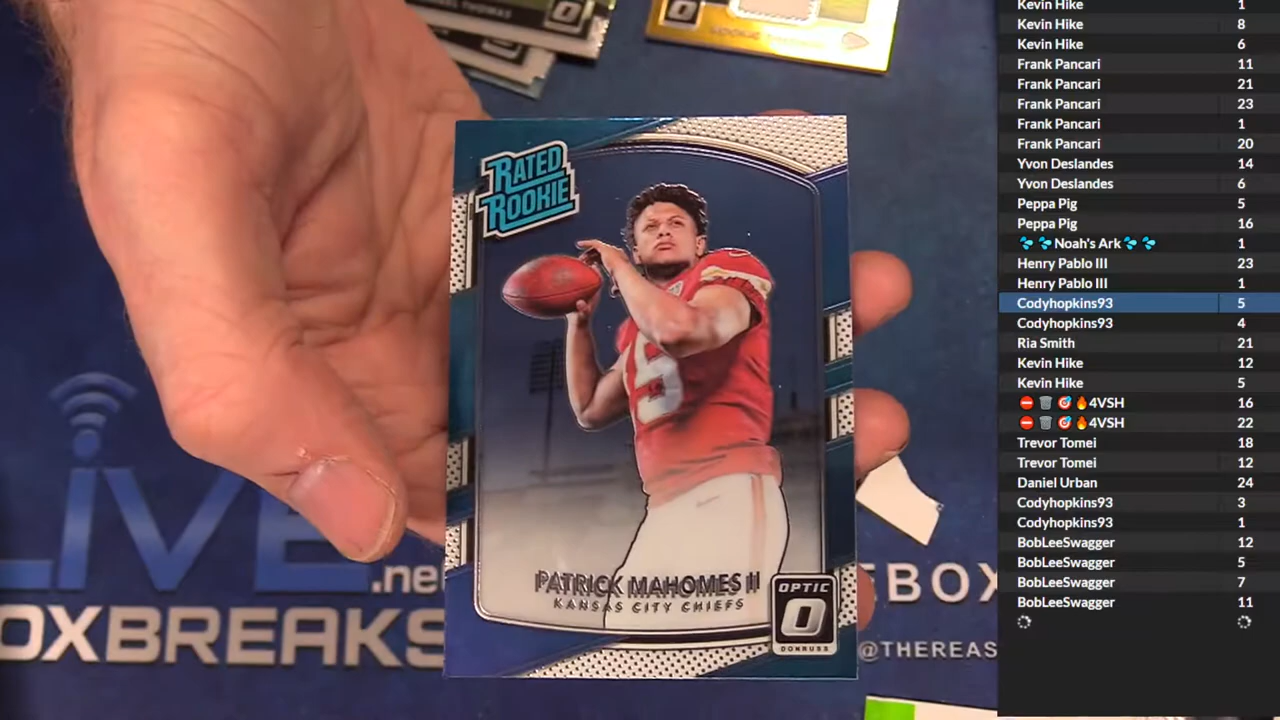 RATED
ROOKIE
PATRICK MAHOMES II
KANSAS CITY CHIEFS
OPTIC
DONRUSS
LiVE.ne
OXBREAKS
EBOX
@THEREAS
Kevin Hike 1
Kevin Hike 8
Kevin Hike 6
Frank Pancari 11
Frank Pancari 21
Frank Pancari 23
Frank Pancari 1
Frank Pancari 20
Yvon Deslandes 14
Yvon Deslandes 6
Peppa Pig 5
Peppa Pig 16
💦 💦 Noah's Ark 💦 💦 1
Henry Pablo III 23
Henry Pablo III 1
Codyhopkins93 5
Codyhopkins93 4
Ria Smith 21
Kevin Hike 12
Kevin Hike 5
⛔ 🗑️ 🎯 🔥4VSH 16
⛔ 🗑️ 🎯 🔥4VSH 22
Trevor Tomei 18
Trevor Tomei 12
Daniel Urban 24
Codyhopkins93 3
Codyhopkins93 1
BobLeeSwagger 12
BobLeeSwagger 5
BobLeeSwagger 7
BobLeeSwagger 11